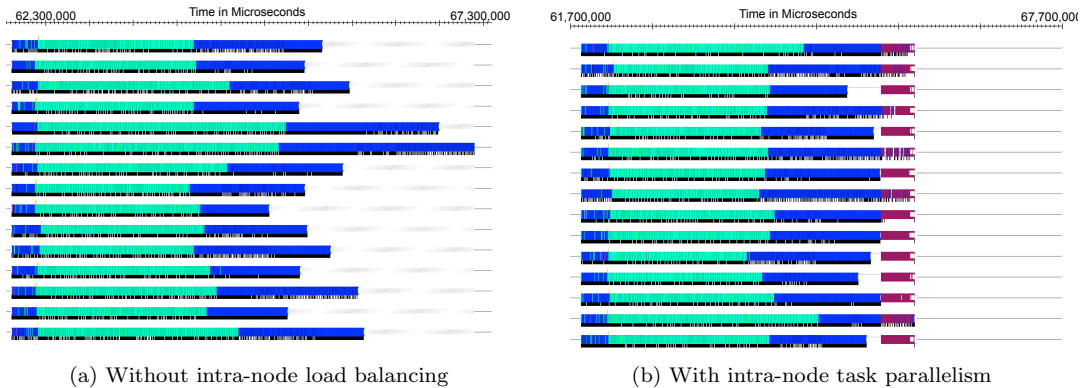 Time in Microseconds
62,300,000 67,300,000
Time in Microseconds
61,700,000 67,700,000
(a) Without intra-node load balancing
(b) With intra-node task parallelism